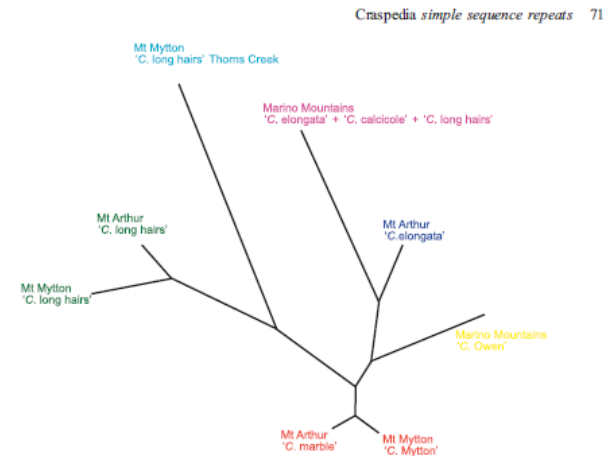 Craspedia simple sequence repeats 71
Mt Mytton
'C. long hairs' Thorns Creek
Marino Mountains
'C. elongata' + 'C. calcicole' + 'C. long hairs'
Mt Arthur
'C. long hairs'
Mt Arthur
'C.elongata'
Mt Mytton
'C. long hairs'
Marino Mountains
'C. Owen'
Mt Arthur
'C. marble'
Mt Mytton
'C. Mytton'